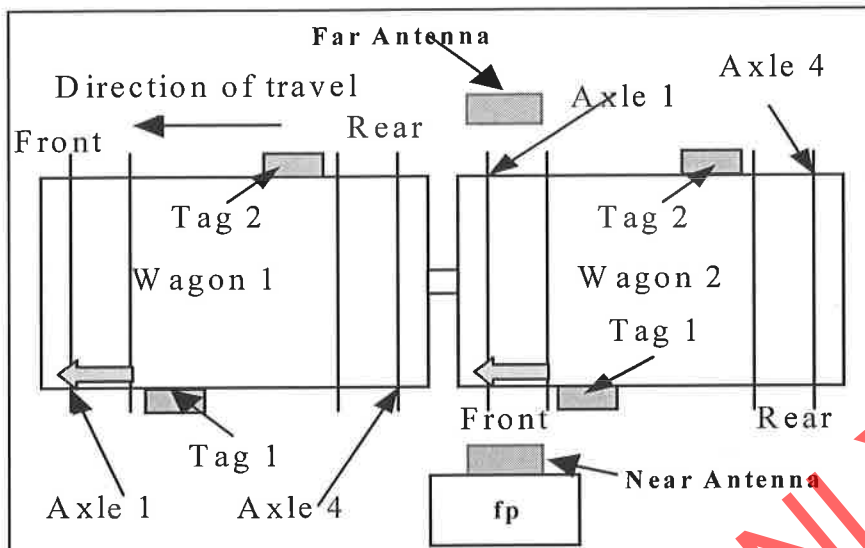 Far Antenna
Axle 4
Direction of travel
Axle 1
Front
Rear
Tag 2
Tag 2
Wagon 1
Wagon 2
Tag 1
Front
Rear
Tag 1
Near Antenna
Axle 1
Axle 4
fp